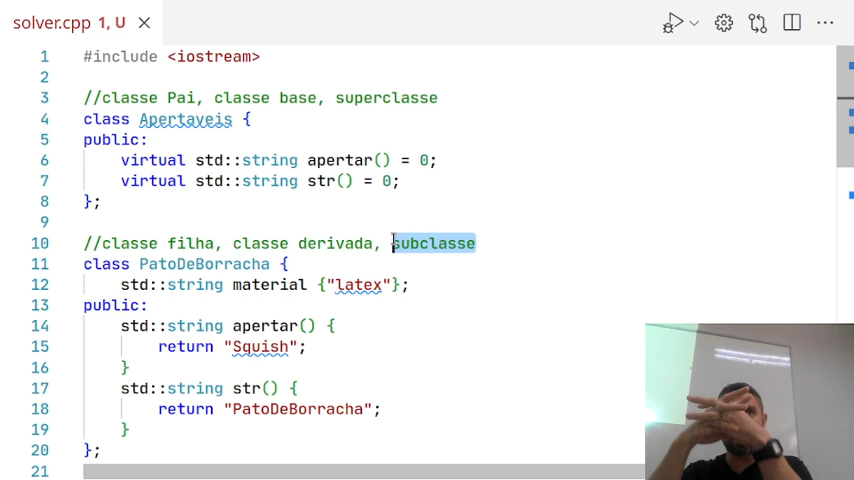 solver.cpp 1, U
1 #include <iostream>
2
3 //classe Pai, classe base, superclasse
4 class Apertaveis {
5 public:
6 virtual std::string apertar() = 0;
7 virtual std::string str() = 0;
8 };
9
10 //classe filha, classe derivada, subclasse
11 class PatoDeBorracha {
12 std::string material {"latex"};
13 public:
14 std::string apertar() {
15 return "Squish";
16 }
17 std::string str() {
18 return "PatoDeBorracha";
19 }
20 };
21